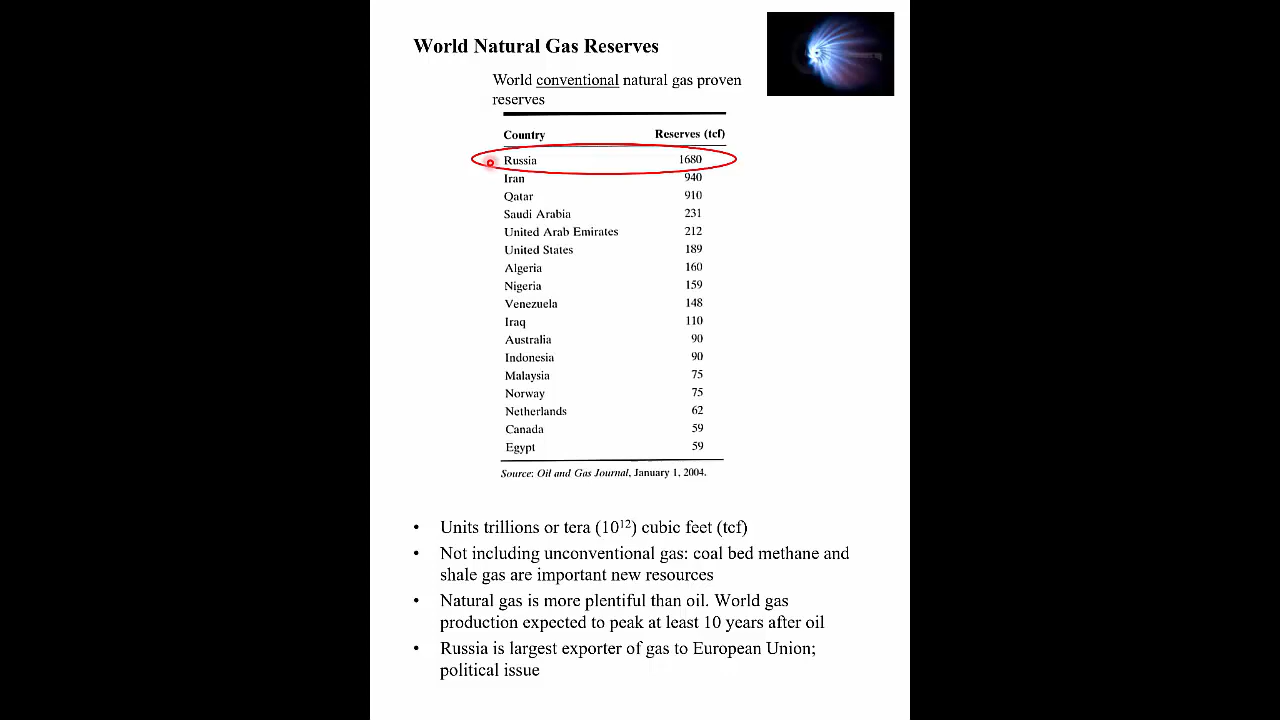 World Natural Gas Reserves
World conventional natural gas proven
reserves
Country Reserves (tcf)
Russia 1680
Iran 940
Qatar 910
Saudi Arabia 231
United Arab Emirates 212
United States 189
Algeria 160
Nigeria 159
Venezuela 148
Iraq 110
Australia 90
Indonesia 90
Malaysia 75
Norway 75
Netherlands 62
Canada 59
Egypt 59
Source: Oil and Gas Journal, January 1, 2004.
• Units trillions or tera (10¹²) cubic feet (tcf)
• Not including unconventional gas: coal bed methane and
shale gas are important new resources
• Natural gas is more plentiful than oil. World gas
production expected to peak at least 10 years after oil
• Russia is largest exporter of gas to European Union;
political issue